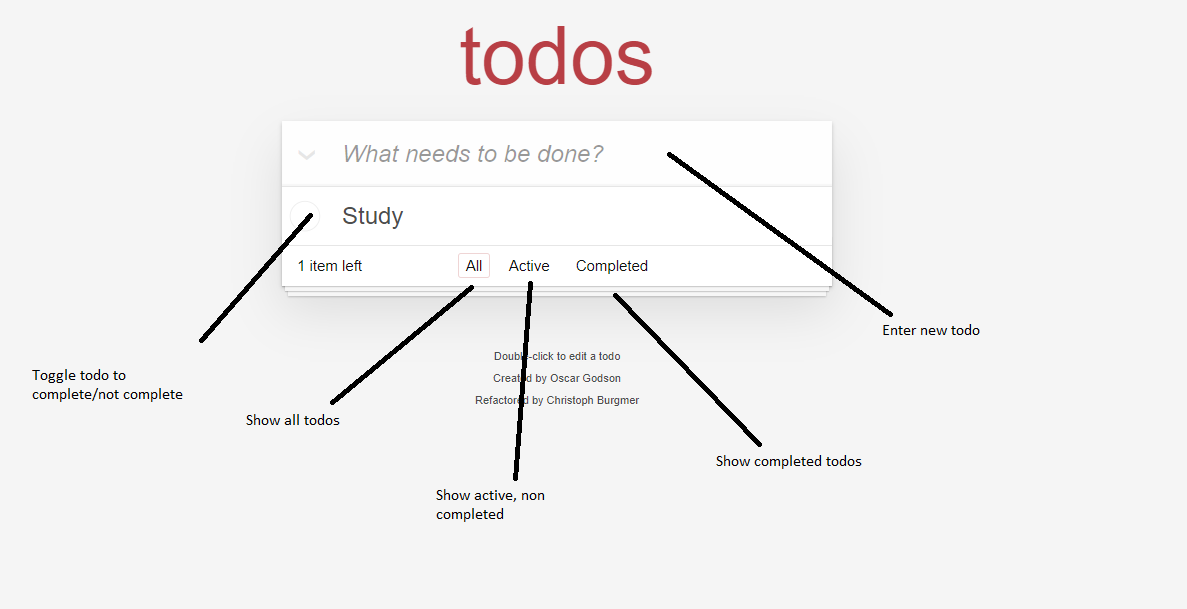 todos
What needs to be done?
Study
1 item left
All
Active
Completed
Enter new todo
Double-click to edit a todo
Created by Oscar Godson
Refactored by Christoph Burgmer
Toggle todo to
complete/not complete
Show all todos
Show completed todos
Show active, non
completed